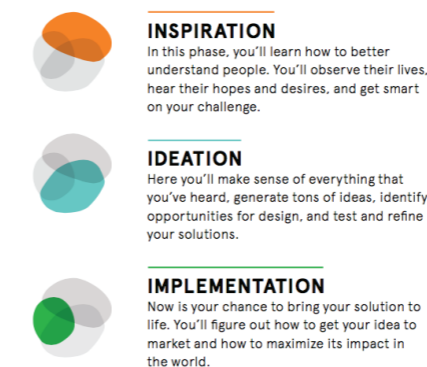 INSPIRATION
In this phase, you'll learn how to better
understand people. You'll observe their lives,
hear their hopes and desires, and get smart
on your challenge.
IDEATION
Here you'll make sense of everything that
you've heard, generate tons of ideas, identify
opportunities for design, and test and refine
your solutions.
IMPLEMENTATION
Now is your chance to bring your solution to
life. You'll figure out how to get your idea to
market and how to maximize its impact in
the world.